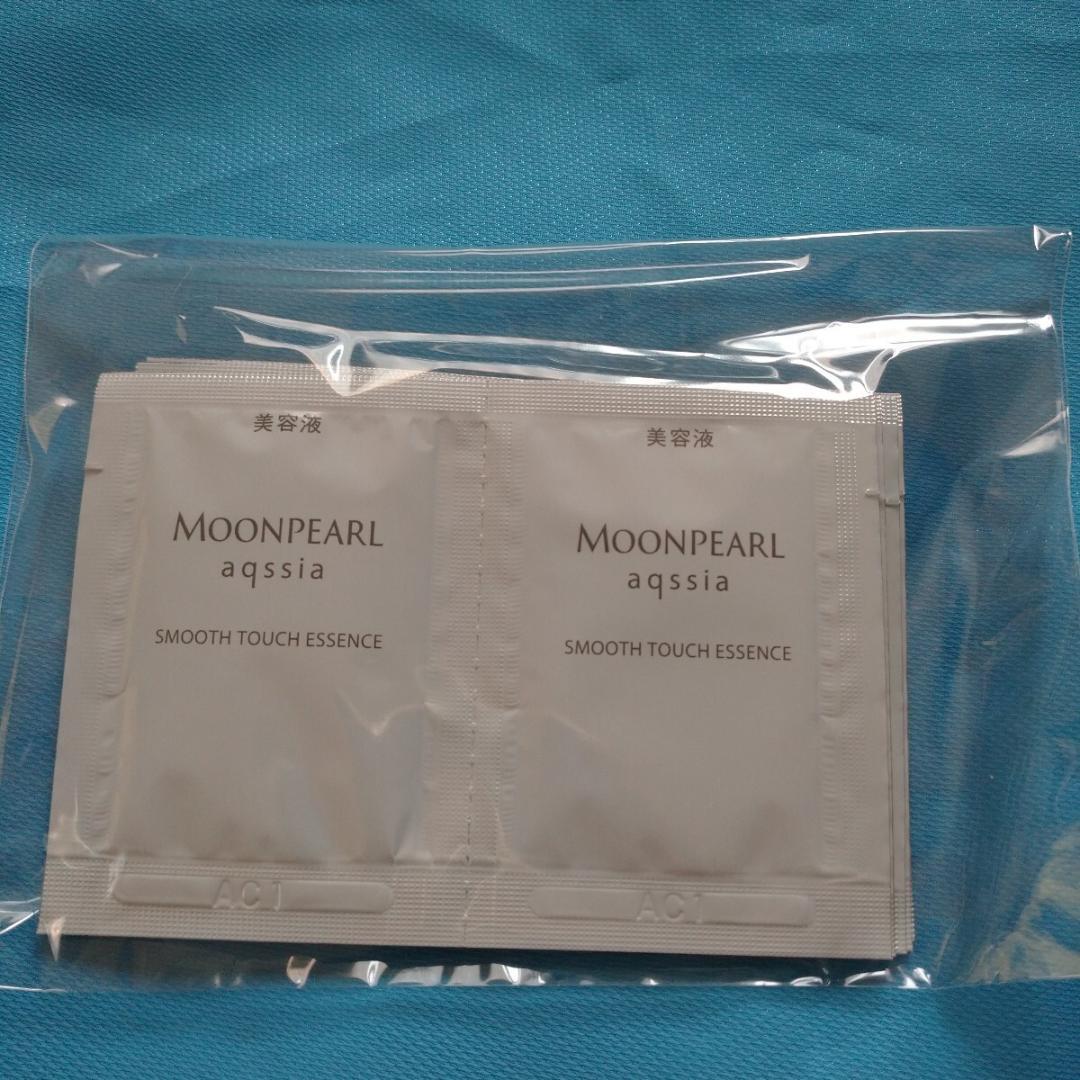 美容液
MOONPEARL
aqssia
SMOOTH TOUCH ESSENCE
AC1
美容液
MOONPEARL
aqssia
SMOOTH TOUCH ESSENCE
AC1